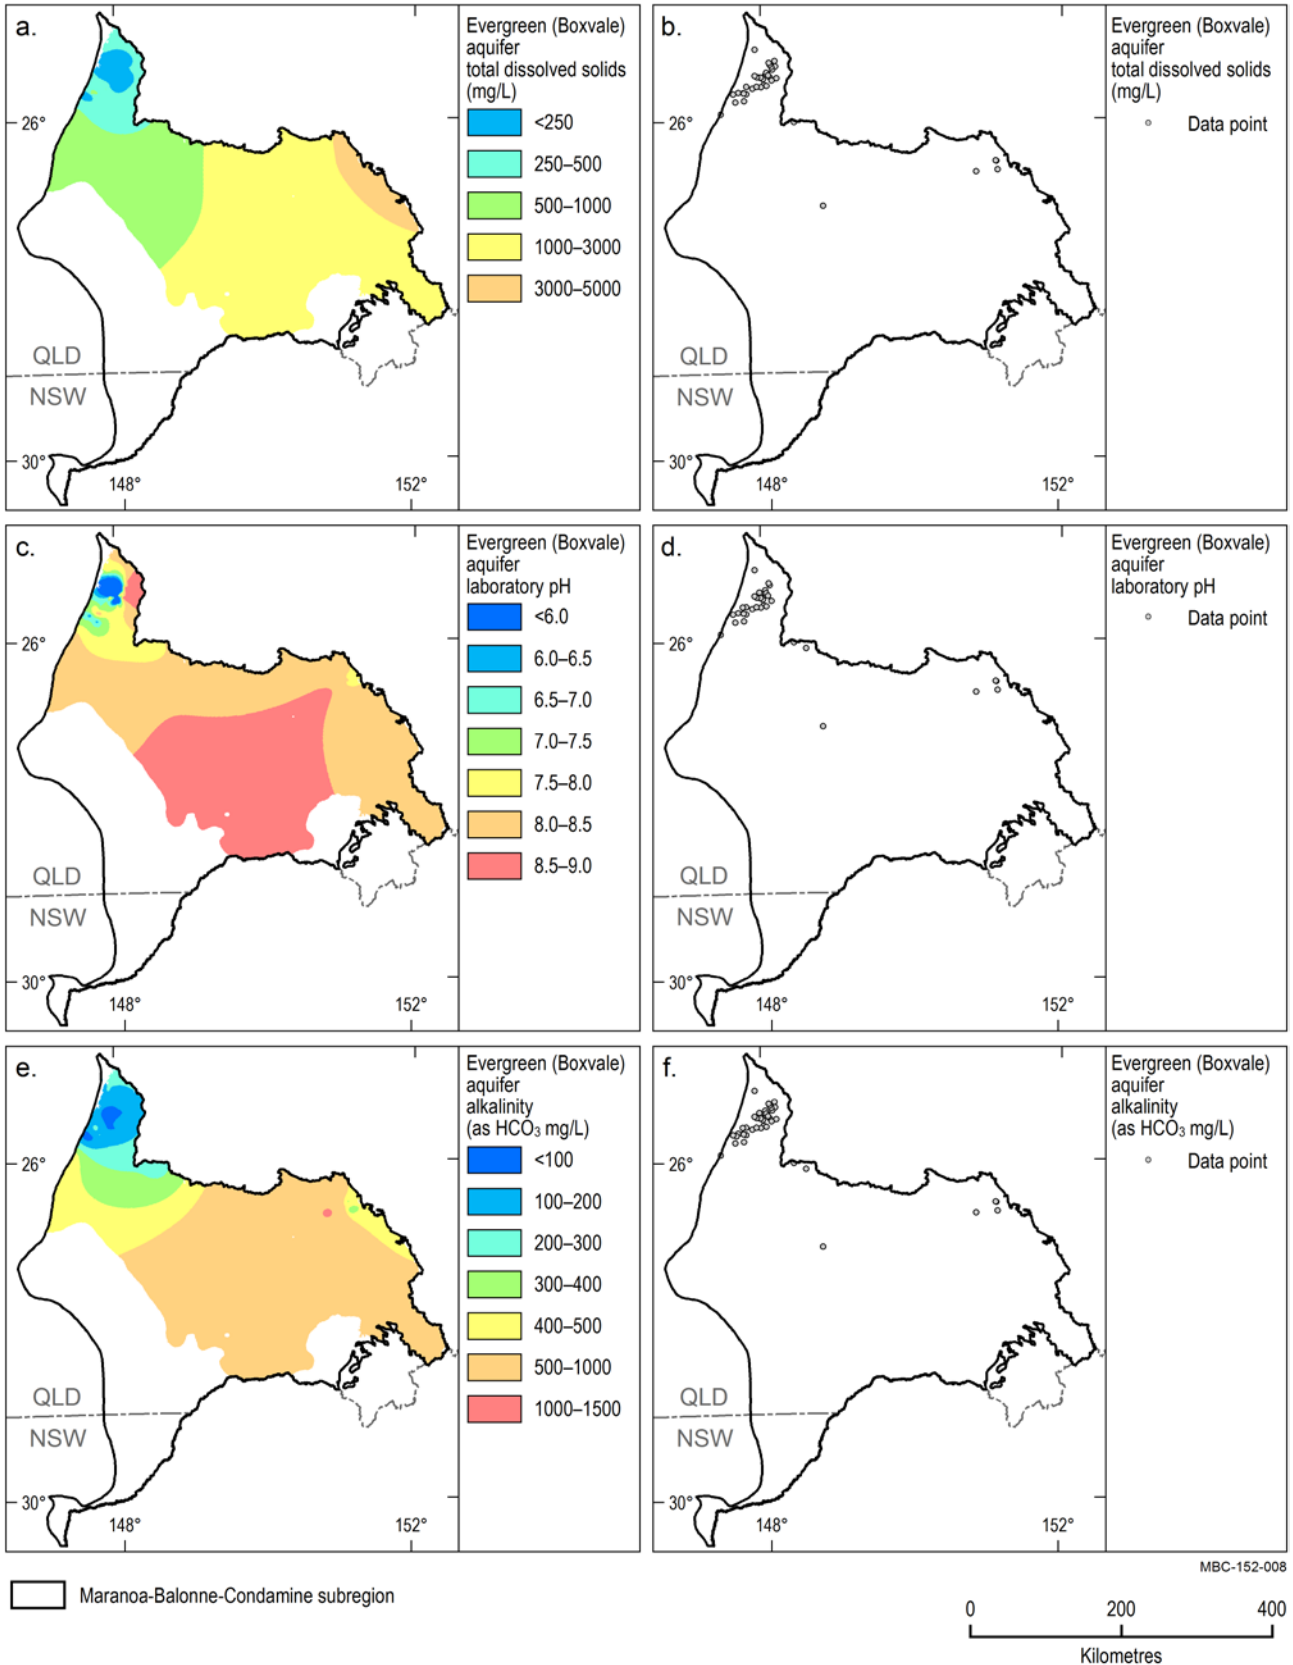 a.
Evergreen (Boxvale)
aquifer
total dissolved solids
(mg/L)
<250
250–500
500–1000
1000–3000
3000–5000
26°
QLD
NSW
30°
148°
152°
b.
Evergreen (Boxvale)
aquifer
total dissolved solids
(mg/L)
Data point
26°
QLD
NSW
30°
148°
152°
c.
Evergreen (Boxvale)
aquifer
laboratory pH
<6.0
6.0–6.5
6.5–7.0
7.0–7.5
7.5–8.0
8.0–8.5
8.5–9.0
26°
QLD
NSW
30°
148°
152°
d.
Evergreen (Boxvale)
aquifer
laboratory pH
Data point
26°
QLD
NSW
30°
148°
152°
e.
Evergreen (Boxvale)
aquifer
alkalinity
(as HCO₃ mg/L)
<100
100–200
200–300
300–400
400–500
500–1000
1000–1500
26°
QLD
NSW
30°
148°
152°
f.
Evergreen (Boxvale)
aquifer
alkalinity
(as HCO₃ mg/L)
Data point
26°
QLD
NSW
30°
148°
152°
MBC-152-008
Maranoa-Balonne-Condamine subregion
0 200 400
Kilometres